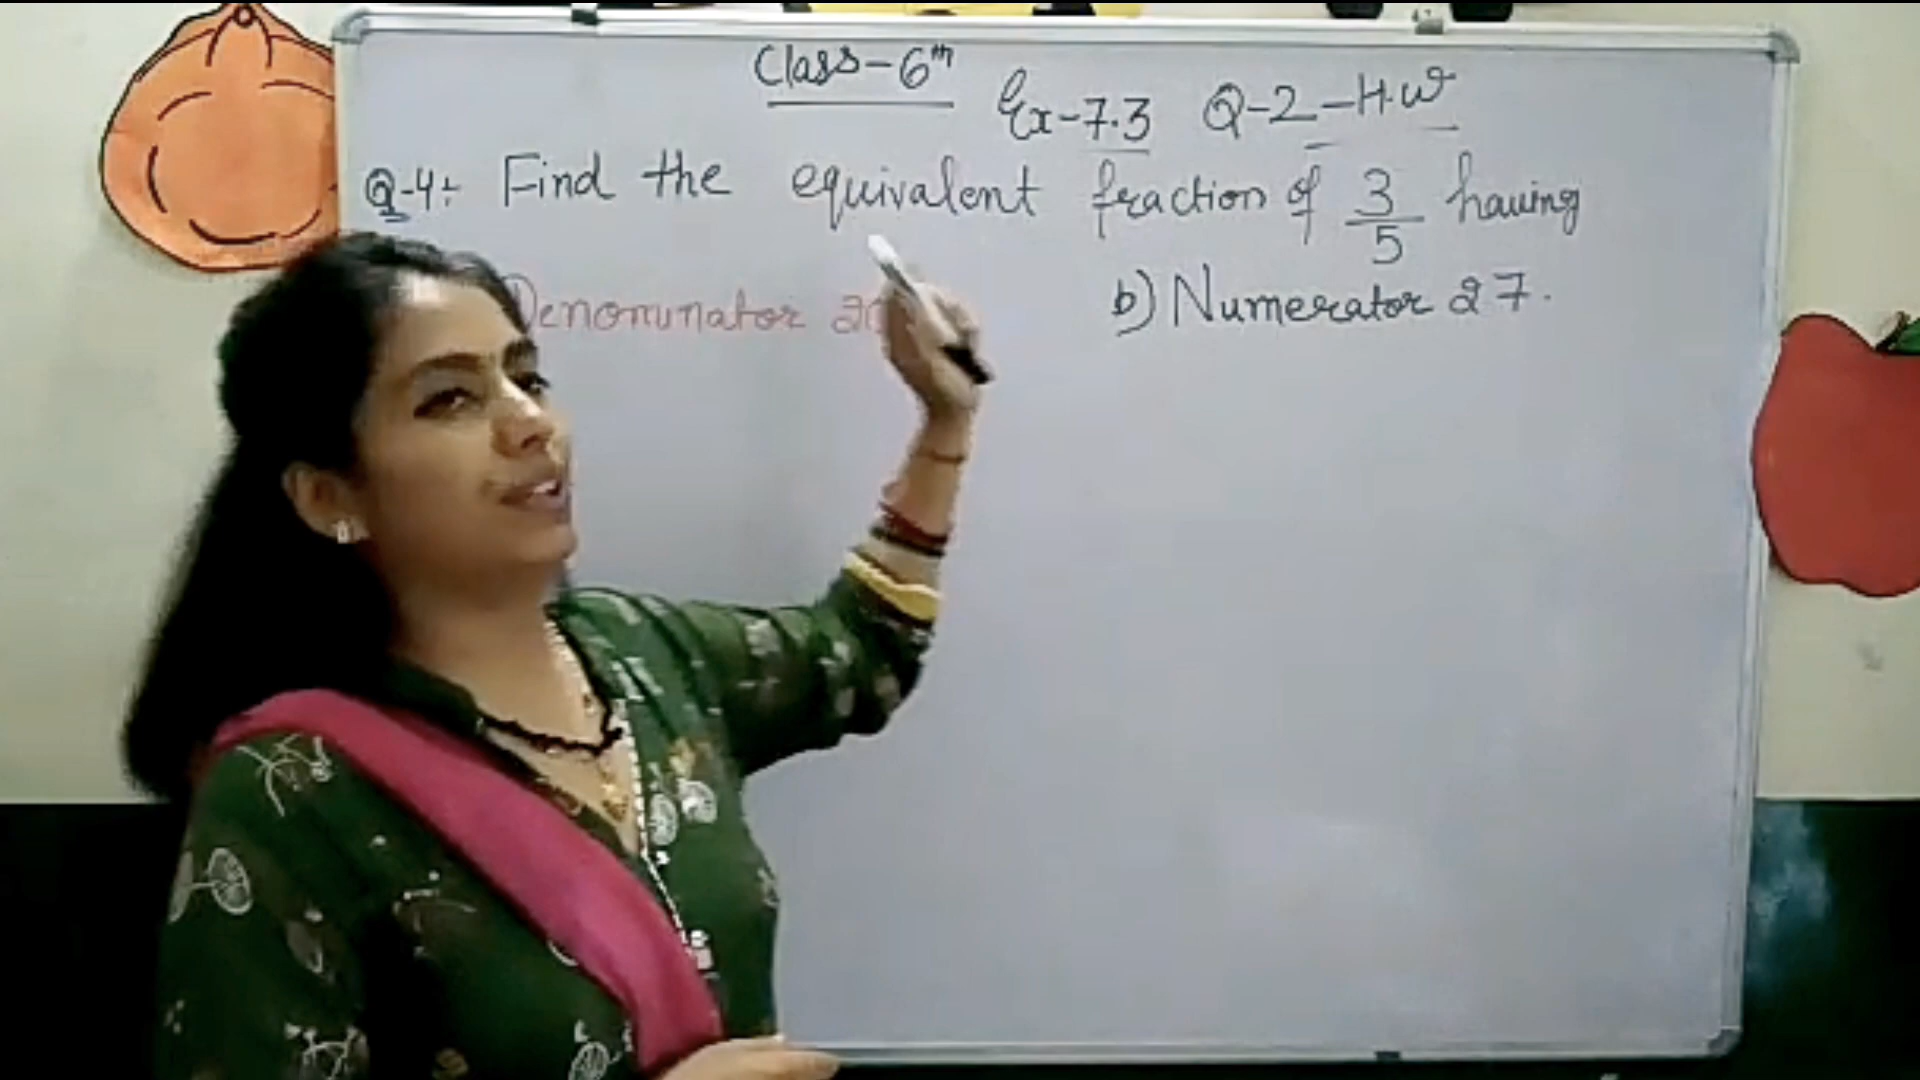 Class-6th
Ex-7.3 Q-2-H.W
Q-4:- Find the equivalent fraction of 3/5 having
Denominator
b) Numerator 27.